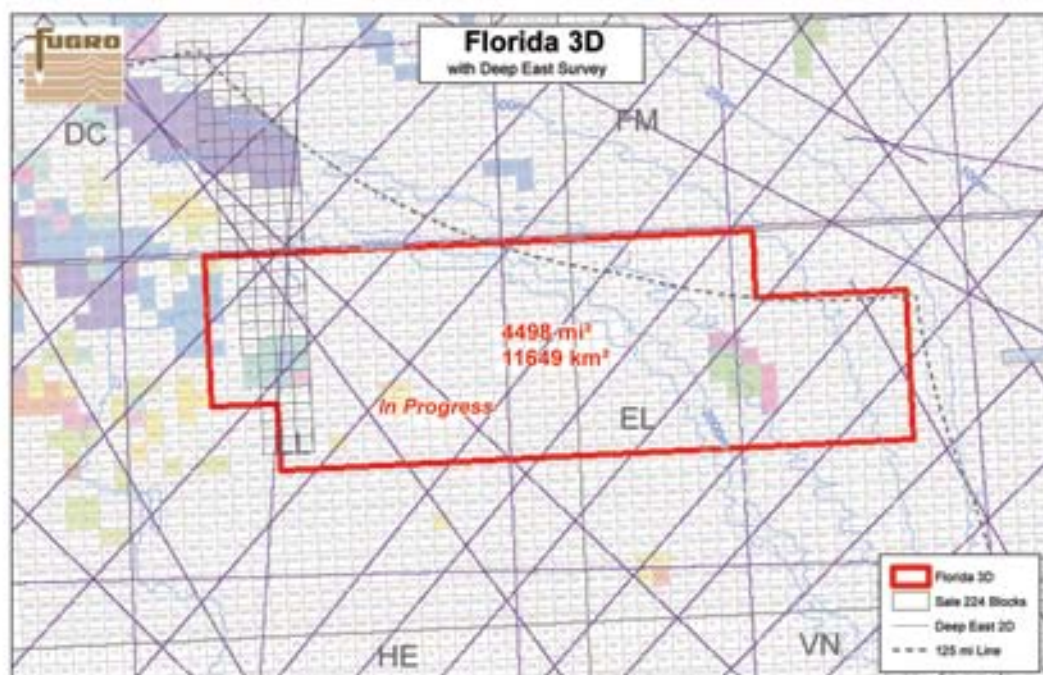 FUGRO
Florida 3D
with Deep East Survey
DC
FM
4498 mi²
11649 km²
In Progress
EL
LL
HE
VN
Florida 3D
Sale 224 Blocks
Deep East 2D
125 mi Line